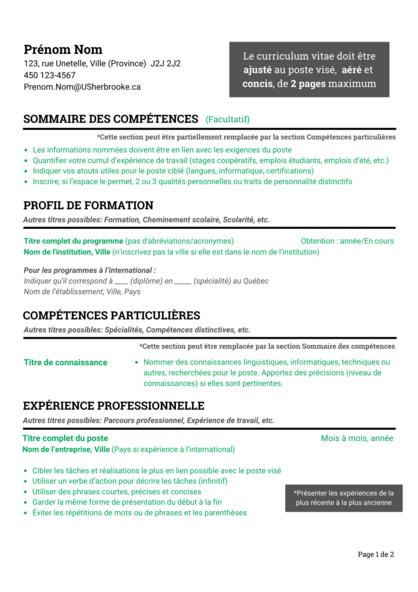 Prénom Nom
123, rue Unetelle, Ville (Province)  J2J 2J2
450 123-4567
Prenom.Nom@USherbrooke.ca
Le curriculum vitae doit être
ajusté au poste visé,  aéré et
concis, de 2 pages maximum
SOMMAIRE DES COMPÉTENCES  (Facultatif)
*Cette section peut être partiellement remplacée par la section Compétences particulières
• Les informations nommées doivent être en lien avec les exigences du poste
• Quantifier votre cumul d'expérience de travail (stages coopératifs, emplois étudiants, emplois d'été, etc.)
• Indiquer vos atouts utiles pour le poste ciblé (langues, informatique, certifications)
• Inscrire, si l'espace le permet, 2 ou 3 qualités personnelles ou traits de personnalité distinctifs
PROFIL DE FORMATION
Autres titres possibles: Formation, Cheminement scolaire, Scolarité, etc.
Titre complet du programme (pas d'abréviations/acronymes)  Obtention : année/En cours
Nom de l'institution, Ville (n'inscrivez pas la ville si elle est dans le nom de l'institution)
Pour les programmes à l'international :
Indiquer qu'il correspond à ____ (diplôme) en _____ (spécialité) au Québec
Nom de l'établissement, Ville, Pays
COMPÉTENCES PARTICULIÈRES
Autres titres possibles: Spécialités, Compétences distinctives, etc.
*Cette section peut être remplacée par la section Sommaire des compétences
Titre de connaissance
• Nommer des connaissances linguistiques, informatiques, techniques ou
autres, recherchées pour le poste. Apportez des précisions (niveau de
connaissances) si elles sont pertinentes.
EXPÉRIENCE PROFESSIONNELLE
Autres titres possibles: Parcours professionnel, Expérience de travail, etc.
Titre complet du poste  Mois à mois, année
Nom de l'entreprise, Ville (Pays si expérience à l'international)
• Cibler les tâches et réalisations le plus en lien possible avec le poste visé
• Utiliser un verbe d'action pour décrire les tâches (infinitif)
• Utiliser des phrases courtes, précises et concises
• Garder la même forme de présentation du début à la fin
• Éviter les répétitions de mots ou de phrases et les parenthèses
*Présenter les expériences de la
plus récente à la plus ancienne
Page 1 de 2